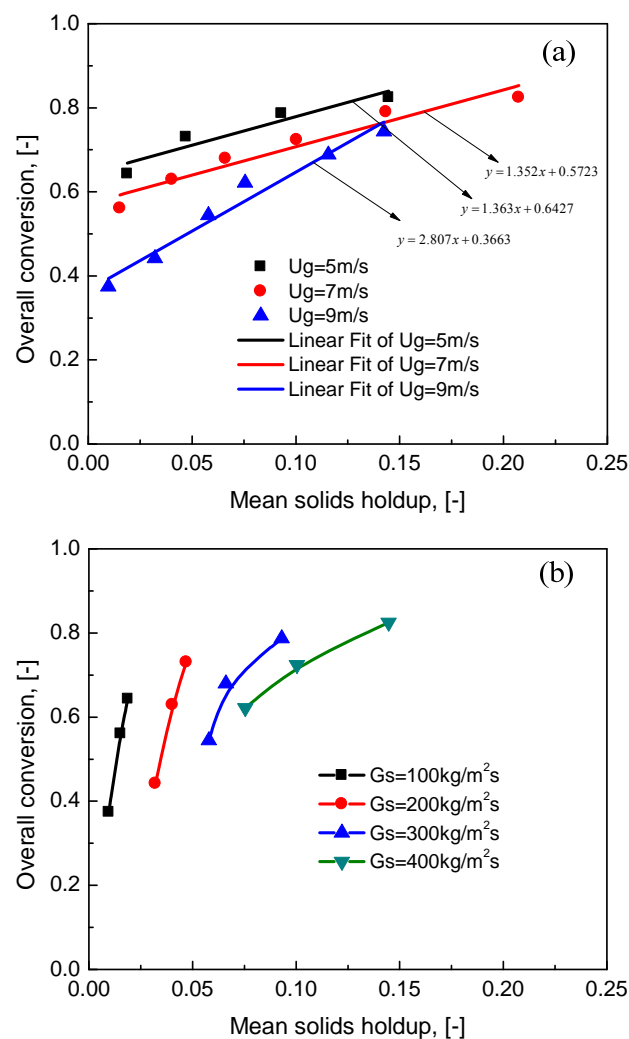 (a)
1.0
0.8
0.6
0.4
0.2
0.0
Overall conversion, [-]
y = 1.352x + 0.5723
y = 1.363x + 0.6427
y = 2.807x + 0.3663
Ug=5m/s
Ug=7m/s
Ug=9m/s
Linear Fit of Ug=5m/s
Linear Fit of Ug=7m/s
Linear Fit of Ug=9m/s
0.00 0.05 0.10 0.15 0.20 0.25
Mean solids holdup, [-]
(b)
1.0
0.8
0.6
0.4
0.2
0.0
Overall conversion, [-]
Gs=100kg/m²s
Gs=200kg/m²s
Gs=300kg/m²s
Gs=400kg/m²s
0.00 0.05 0.10 0.15 0.20 0.25
Mean solids holdup, [-]